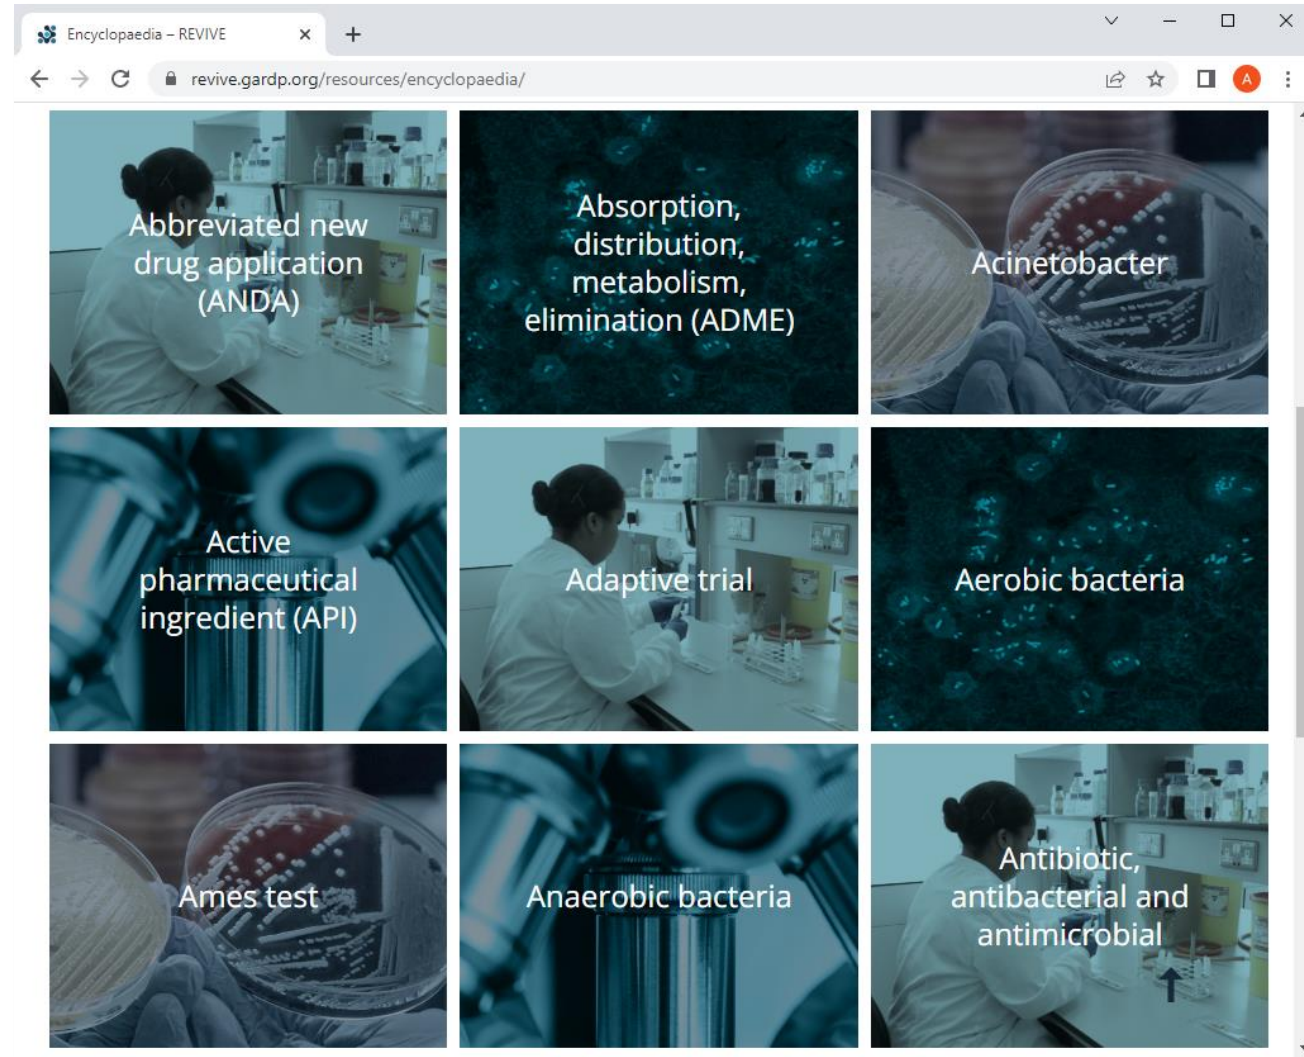 Encyclopaedia – REVIVE
revive.gardp.org/resources/encyclopaedia/
A
Abbreviated new
drug application
(ANDA)
Absorption,
distribution,
metabolism,
elimination (ADME)
Acinetobacter
Active
pharmaceutical
ingredient (API)
Adaptive trial
Aerobic bacteria
Ames test
Anaerobic bacteria
Antibiotic,
antibacterial and
antimicrobial